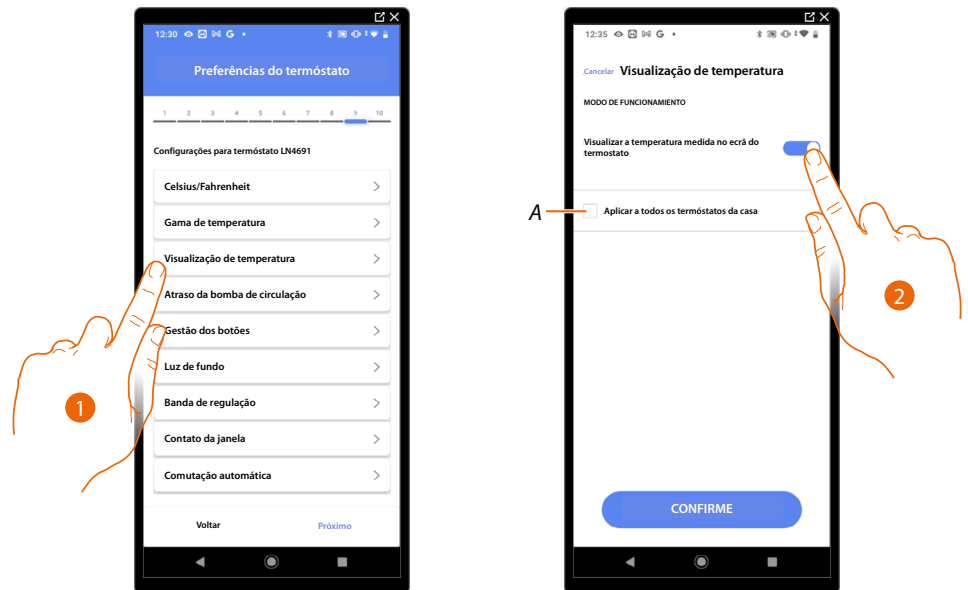 12:30
Preferências do termóstato
1 2 3 4 5 6 7 8 9 10
Configurações para termóstato LN4691
Celsius/Fahrenheit
Gama de temperatura
Visualização de temperatura
Atraso da bomba de circulação
Gestão dos botões
Luz de fundo
Banda de regulação
Contato da janela
Comutação automática
Voltar
Próximo
1
12:35
Cancelar Visualização de temperatura
MODO DE FUNCIONAMIENTO
Visualizar a temperatura medida no ecrã do
termostato
A
Aplicar a todos os termóstatos da casa
2
CONFIRME